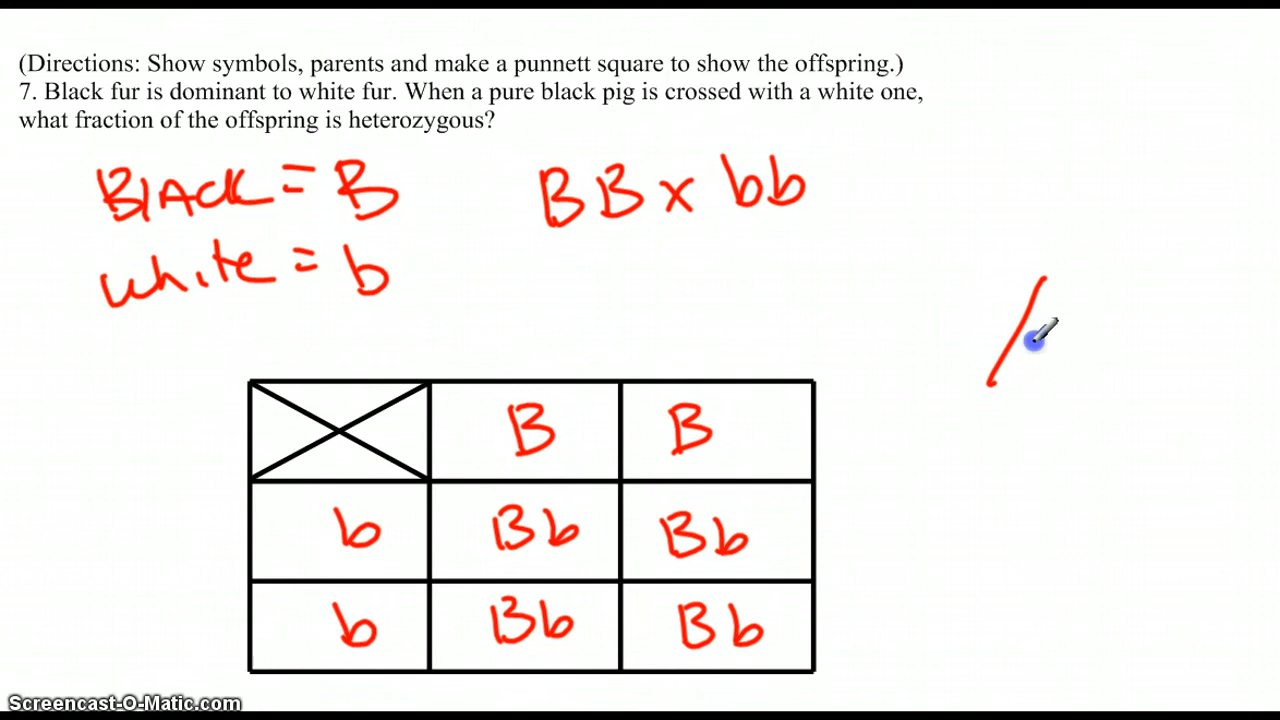 (Directions: Show symbols, parents and make a punnett square to show the offspring.)
7. Black fur is dominant to white fur. When a pure black pig is crossed with a white one,
what fraction of the offspring is heterozygous?
BlACK = B
white = b
BB x bb
B B
b Bb Bb
b Bb Bb
Screencast-O-Matic.com